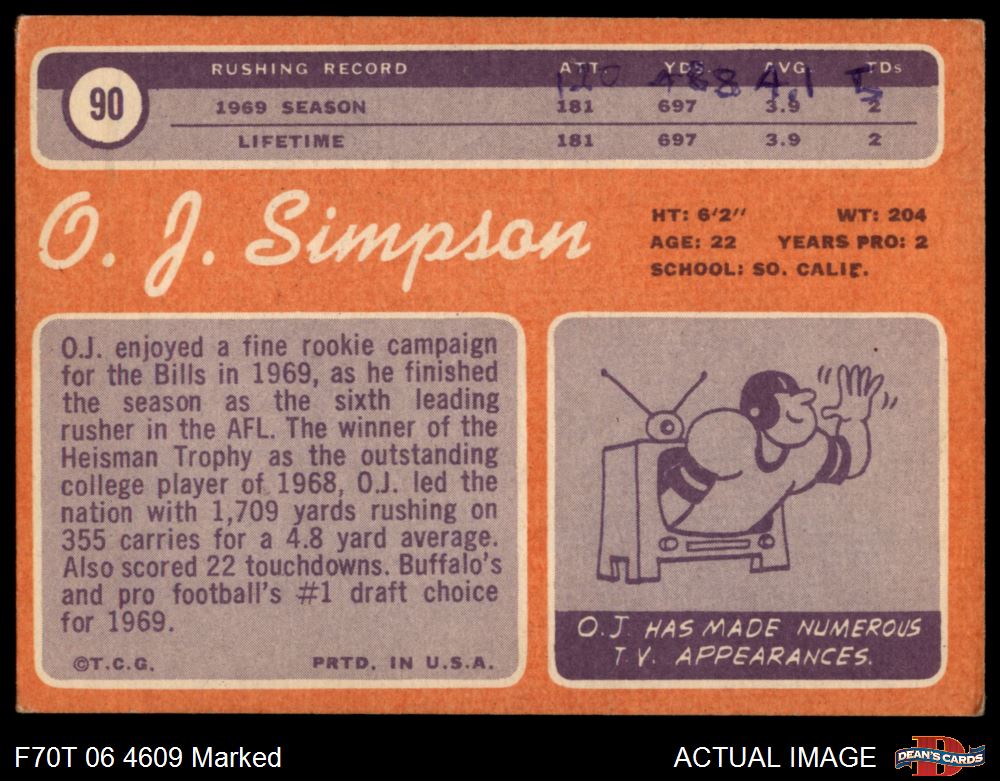 90
RUSHING RECORD ATT. YDS. AVG. TDs
120 488 4.1 5
1969 SEASON 181 697 3.9 2
LIFETIME 181 697 3.9 2
O. J. Simpson
HT: 6'2" WT: 204
AGE: 22 YEARS PRO: 2
SCHOOL: SO. CALIF.
O.J. enjoyed a fine rookie campaign
for the Bills in 1969, as he finished
the season as the sixth leading
rusher in the AFL. The winner of the
Heisman Trophy as the outstanding
college player of 1968, O.J. led the
nation with 1,709 yards rushing on
355 carries for a 4.8 yard average.
Also scored 22 touchdowns. Buffalo's
and pro football's #1 draft choice
for 1969.
©T.C.G. PRTD. IN U.S.A.
O.J. HAS MADE NUMEROUS
T.V. APPEARANCES.
F70T 06 4609 Marked
ACTUAL IMAGE
D
DEAN'S CARDS